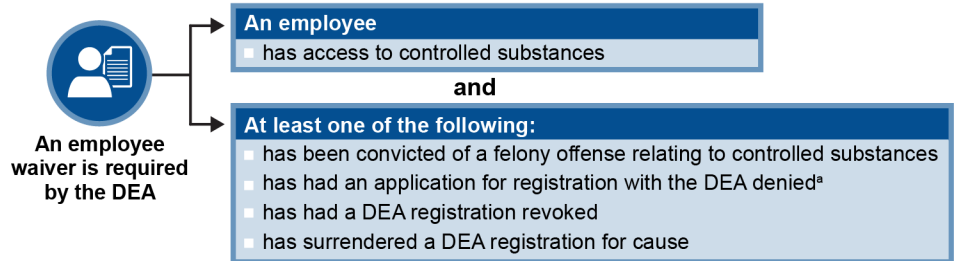 An employee
has access to controlled substances
and
An employee
waiver is required
by the DEA
At least one of the following:
has been convicted of a felony offense relating to controlled substances
has had an application for registration with the DEA deniedᵃ
has had a DEA registration revoked
has surrendered a DEA registration for cause